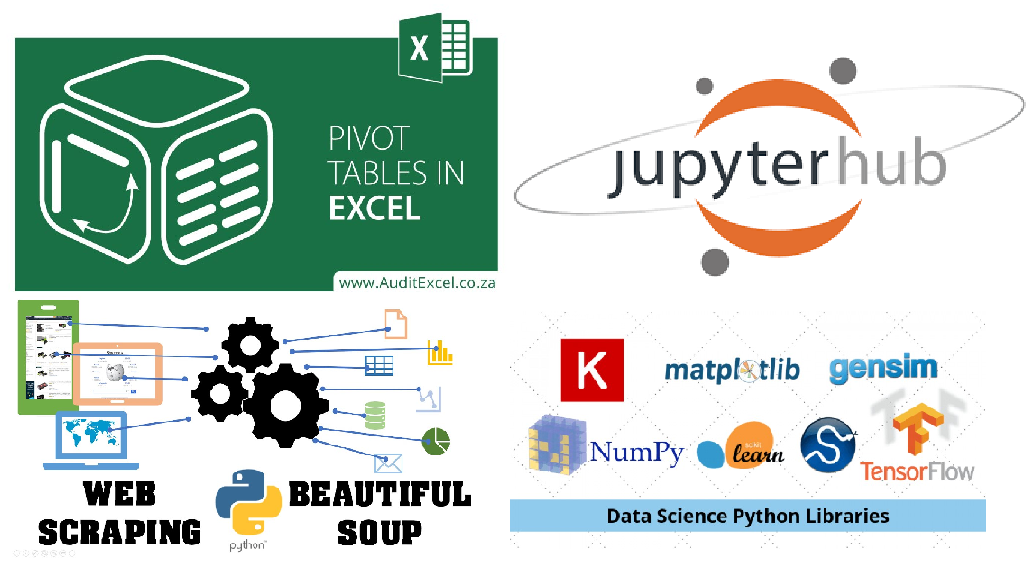 X
PIVOT
TABLES IN
EXCEL
www.AuditExcel.co.za
jupyterhub
WEB
SCRAPING
python
BEAUTIFUL
SOUP
K
matplotlib
gensim
NumPy
learn
TensorFlow
Data Science Python Libraries